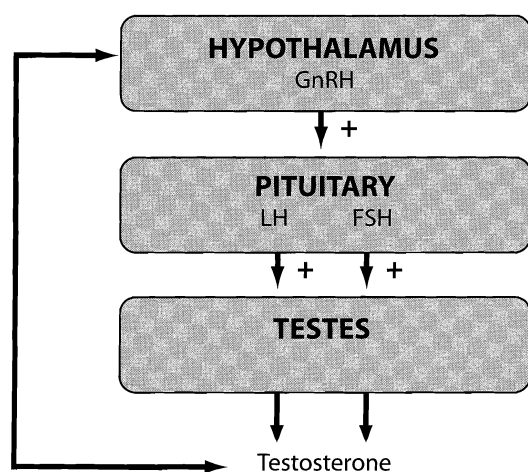 HYPOTHALAMUS
GnRH
+
PITUITARY
LH FSH
+ +
TESTES
Testosterone